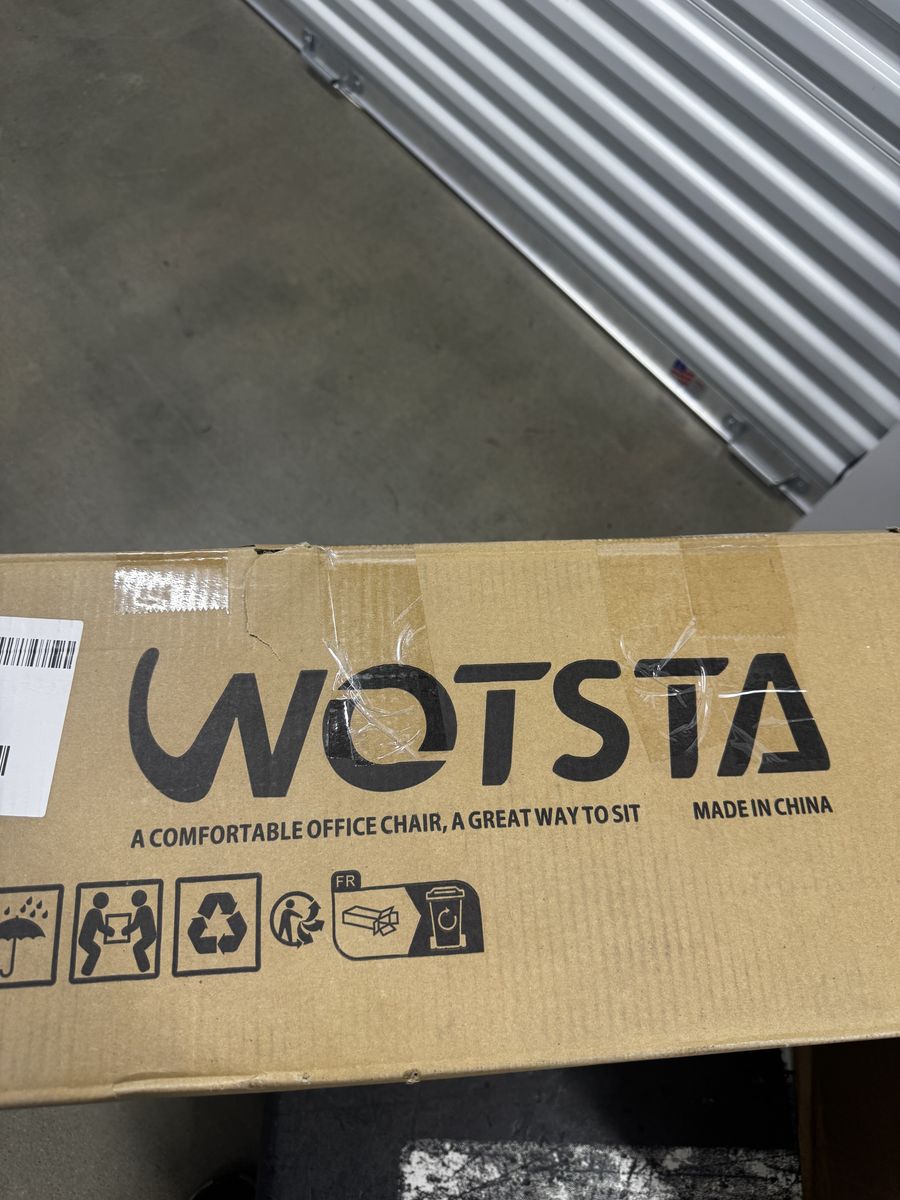 WOTSTA
A COMFORTABLE OFFICE CHAIR, A GREAT WAY TO SIT
MADE IN CHINA
FR